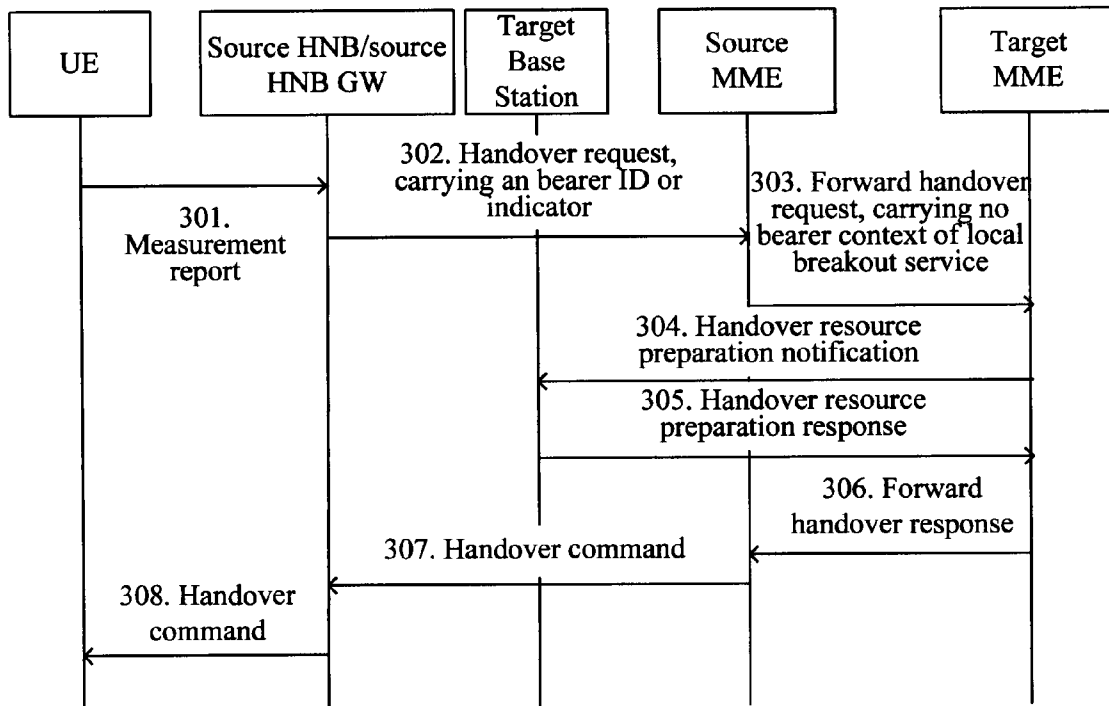 UE
Source HNB/source
HNB GW
Target
Base
Station
Source
MME
Target
MME
301.
Measurement
report
302. Handover request,
carrying an bearer ID or
indicator
303. Forward handover
request, carrying no
bearer context of local
breakout service
304. Handover resource
preparation notification
305. Handover resource
preparation response
306. Forward
handover response
307. Handover command
308. Handover
command